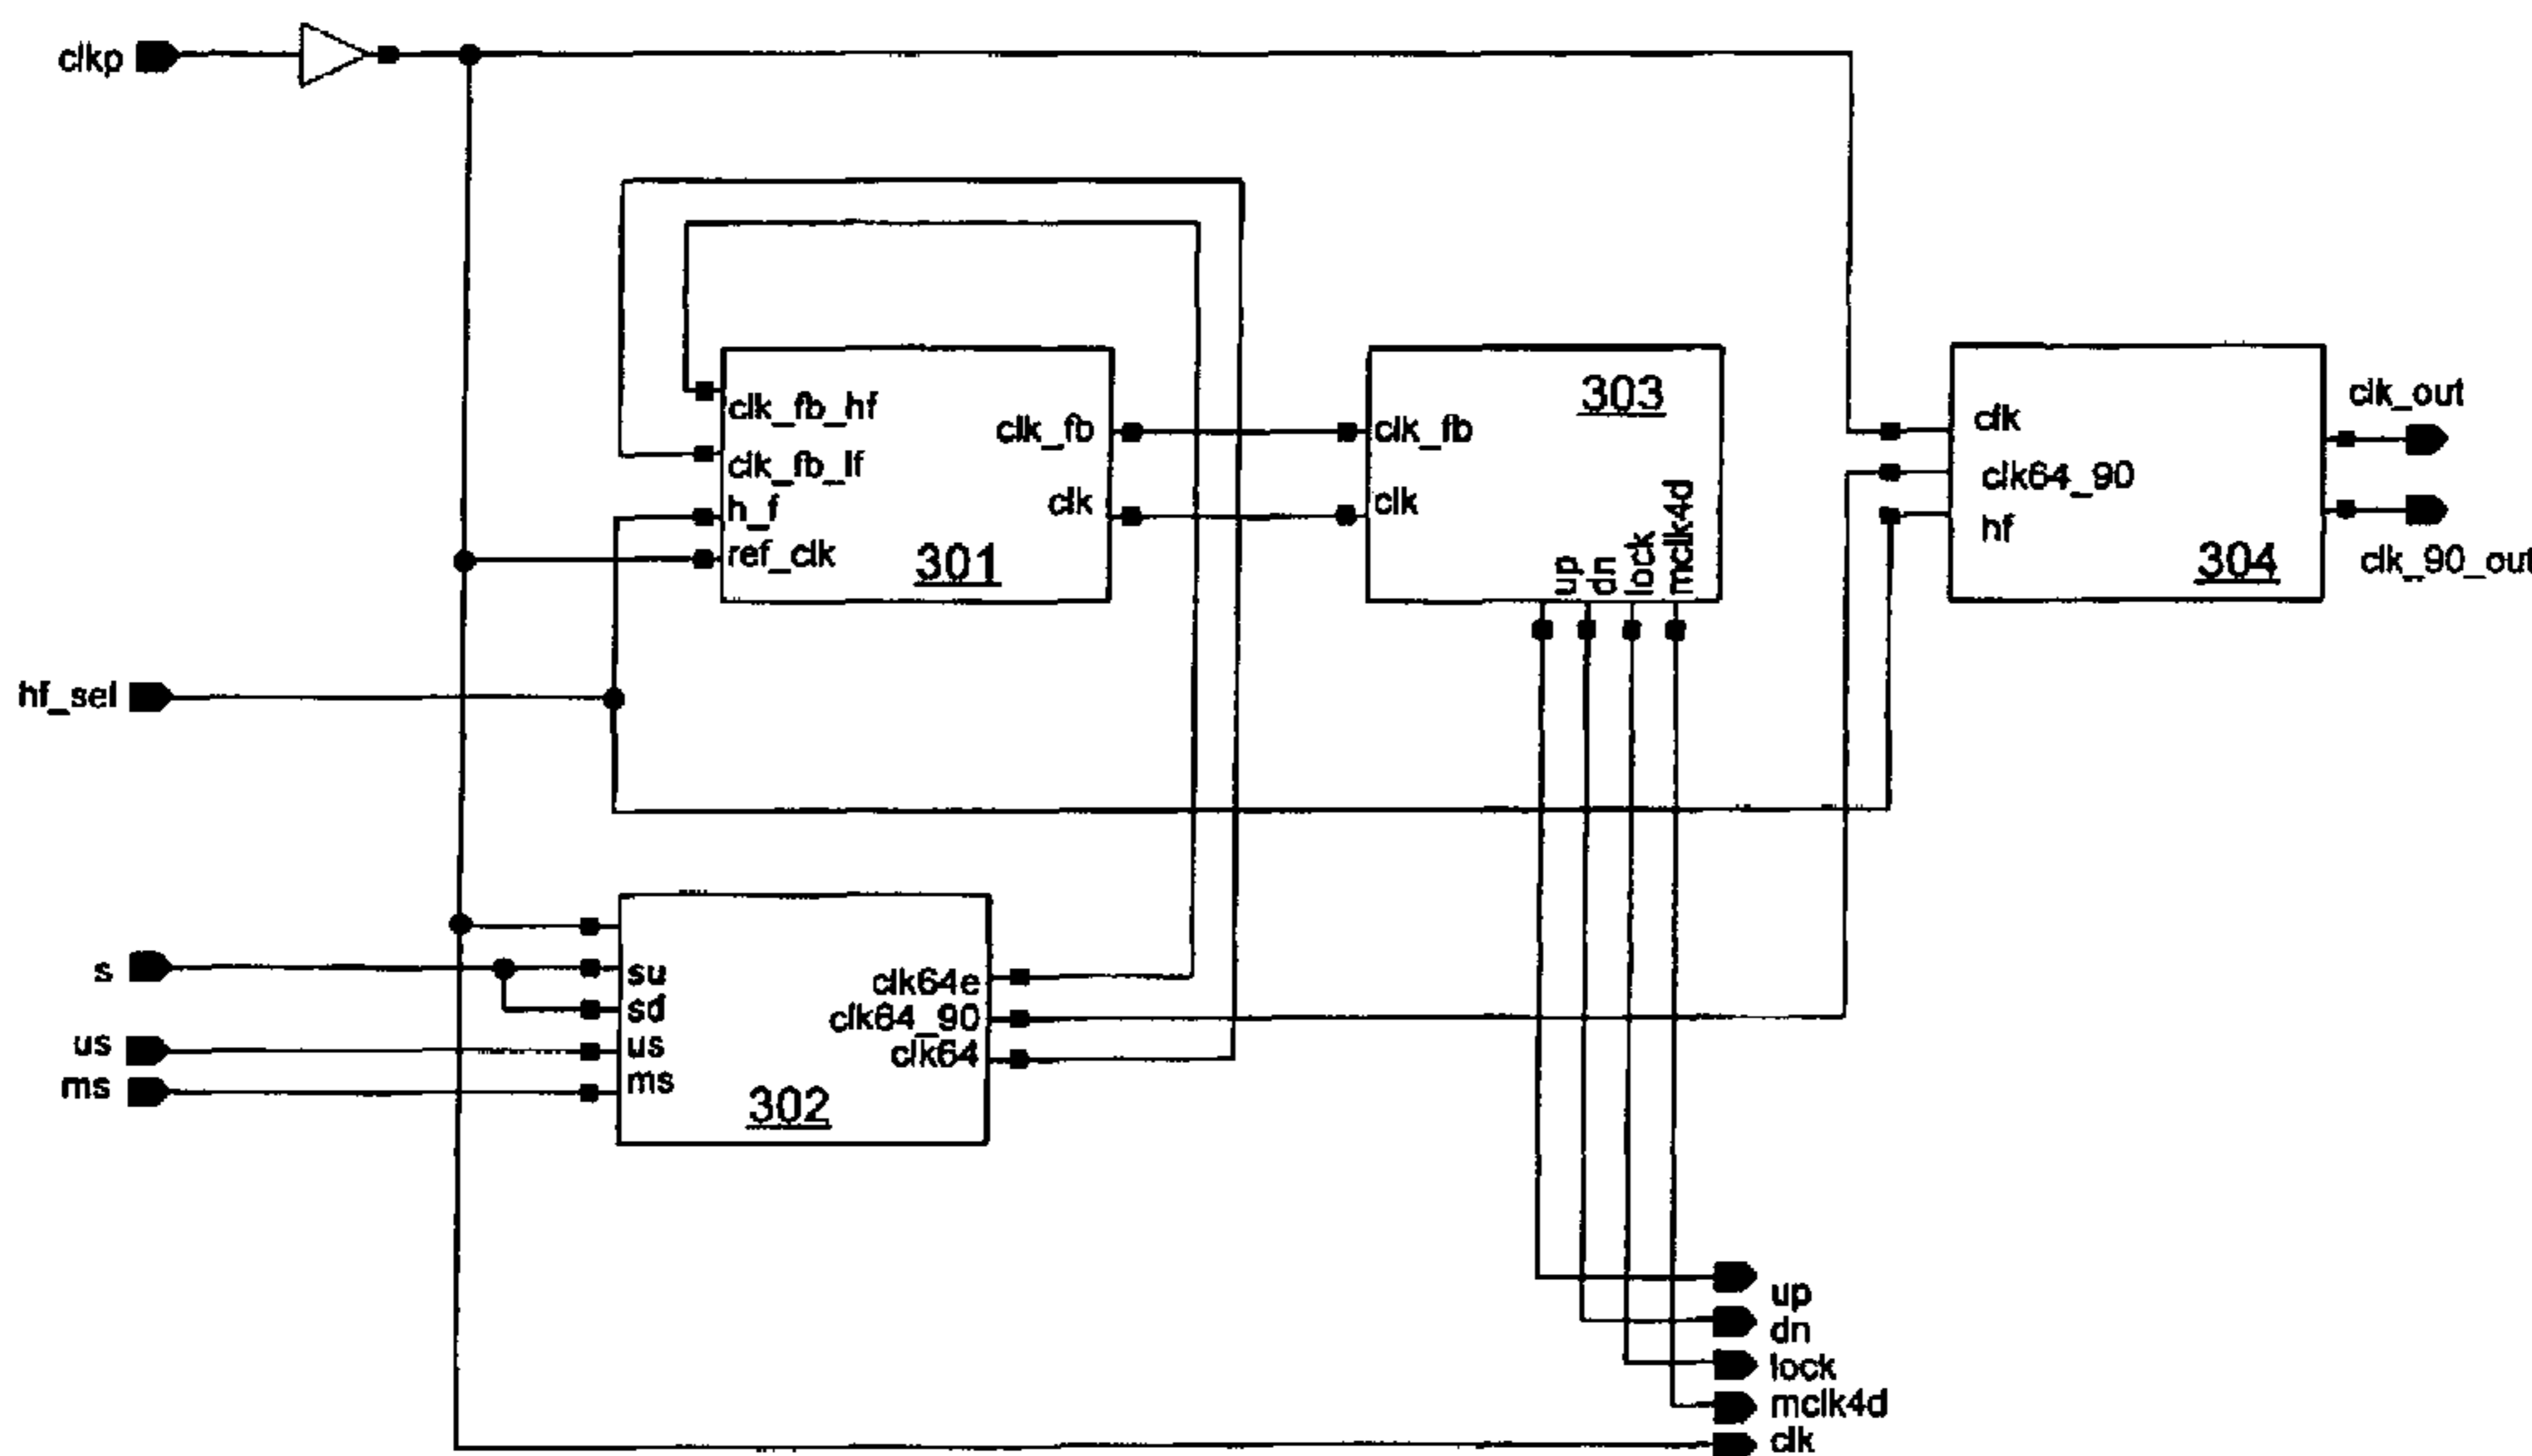 clkp
clk_fb_hf
clk_fb_lf
h_f
ref_clk
clk_fb
clk
301
303
clk_fb
clk
up
dn
lock
mclk4d
clk
clk64_90
hf
304
clk_out
clk_90_out
hf_sel
s
us
ms
su
sd
us
ms
clk64e
clk64_90
clk64
302
up
dn
lock
mclk4d
clk